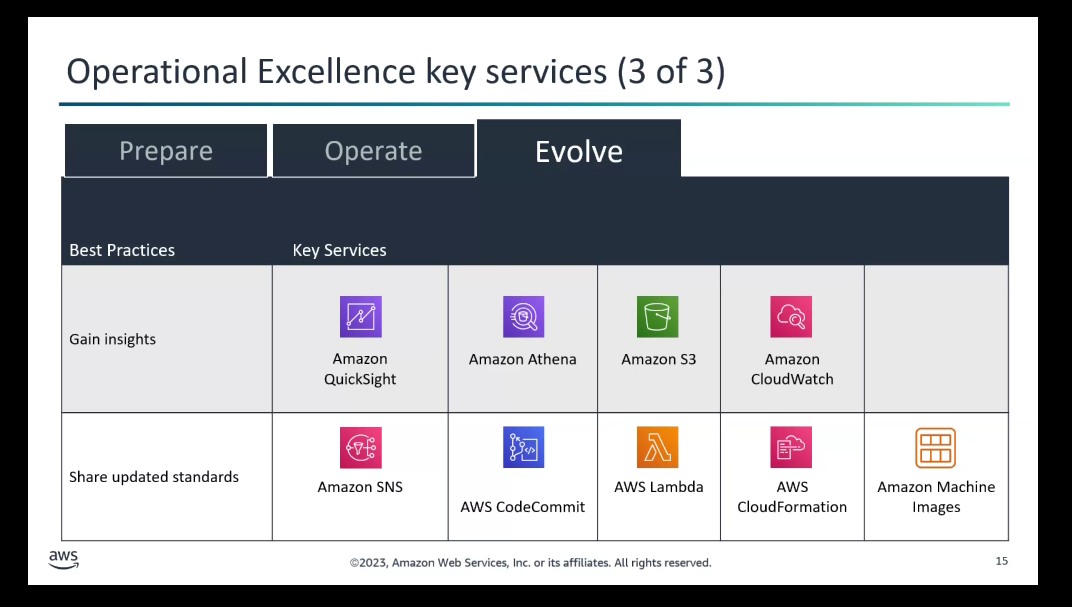 Operational Excellence key services (3 of 3)
Prepare
Operate
Evolve
Best Practices
Key Services
Gain insights
Amazon
QuickSight
Amazon Athena
Amazon S3
Amazon
CloudWatch
Share updated standards
Amazon SNS
AWS CodeCommit
AWS Lambda
AWS
CloudFormation
Amazon Machine
Images
aws
©2023, Amazon Web Services, Inc. or its affiliates. All rights reserved.
15